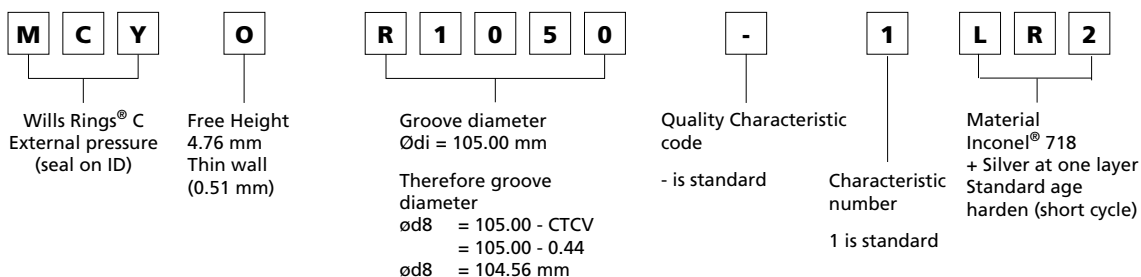 M C Y O R 1 0 5 0 - 1 L R 2
Wills Rings® C
External pressure
(seal on ID)
Free Height
4.76 mm
Thin wall
(0.51 mm)
Groove diameter
Ødi = 105.00 mm
Therefore groove
diameter
ød8 = 105.00 - CTCV
= 105.00 - 0.44
ød8 = 104.56 mm
Quality Characteristic
code
- is standard
Characteristic
number
1 is standard
Material
Inconel® 718
+ Silver at one layer
Standard age
harden (short cycle)